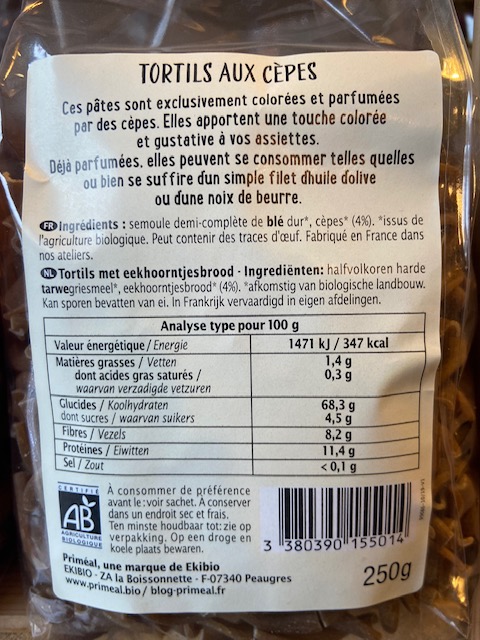 TORTILS AUX CÈPES
Ces pâtes sont exclusivement colorées et parfumées
par des cèpes. Elles apportent une touche colorée
et gustative à vos assiettes.
Déjà parfumées, elles peuvent se consommer telles quelles
ou bien se suffire d'un simple filet d'huile d'olive
ou d'une noix de beurre.
FR Ingrédients : semoule demi-complète de blé dur*, cèpes* (4%). *issus de
l'agriculture biologique. Peut contenir des traces d'œuf. Fabriqué en France dans
nos ateliers.
NL Tortils met eekhoorntjesbrood - Ingrediënten: halfvolkoren harde
tarwegriesmeel*, eekhoorntjesbrood* (4%). *afkomstig van biologische landbouw.
Kan sporen bevatten van ei. In Frankrijk vervaardigd in eigen afdelingen.
Analyse type pour 100 g
Valeur énergétique / Energie 1471 kJ / 347 kcal
Matières grasses / Vetten 1,4 g
dont acides gras saturés / 0,3 g
waarvan verzadigde vetzuren
Glucides / Koolhydraten 68,3 g
dont sucres / waarvan suikers 4,5 g
Fibres / Vezels 8,2 g
Protéines / Eiwitten 11,4 g
Sel / Zout < 0,1 g
CERTIFIÉ
AB
AGRICULTURE
BIOLOGIQUE
À consommer de préférence
avant le : voir sachet. À conserver
dans un endroit sec et frais.
Ten minste houdbaar tot: zie op
verpakking. Op een droge en
koele plaats bewaren.
3 380390 155014
Priméal, une marque de Ekibio
EKIBIO - ZA la Boissonnette - F-07340 Peaugres
www.primeal.bio / blog-primeal.fr
250g